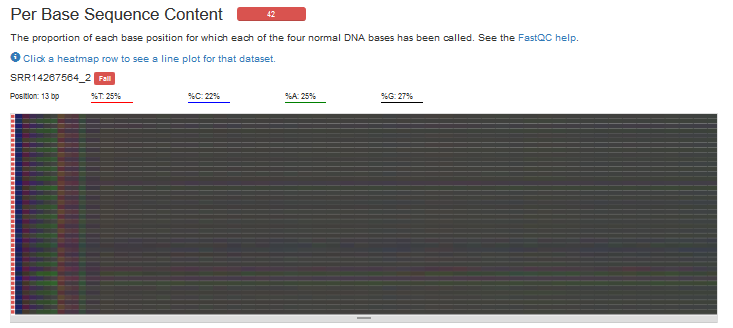 Per Base Sequence Content 42
The proportion of each base position for which each of the four normal DNA bases has been called. See the FastQC help.
Click a heatmap row to see a line plot for that dataset.
SRR14267564_2 Fail
Position: 13 bp %T: 25% %C: 22% %A: 25% %G: 27%